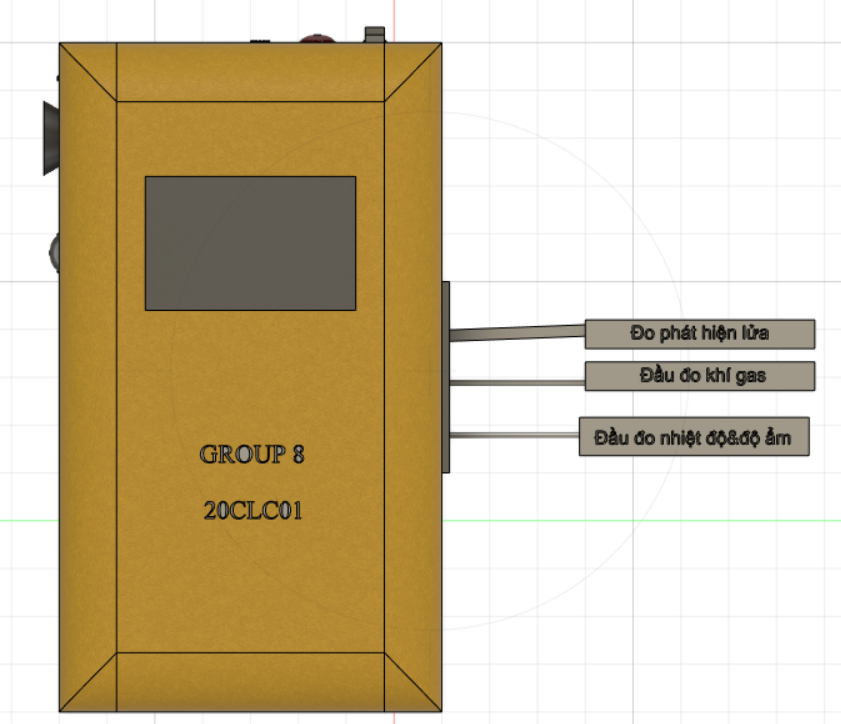 Đo phát hiện lửa
Đầu đo khí gas
Đầu đo nhiệt độ&độ ẩm
GROUP 8
20CLC01